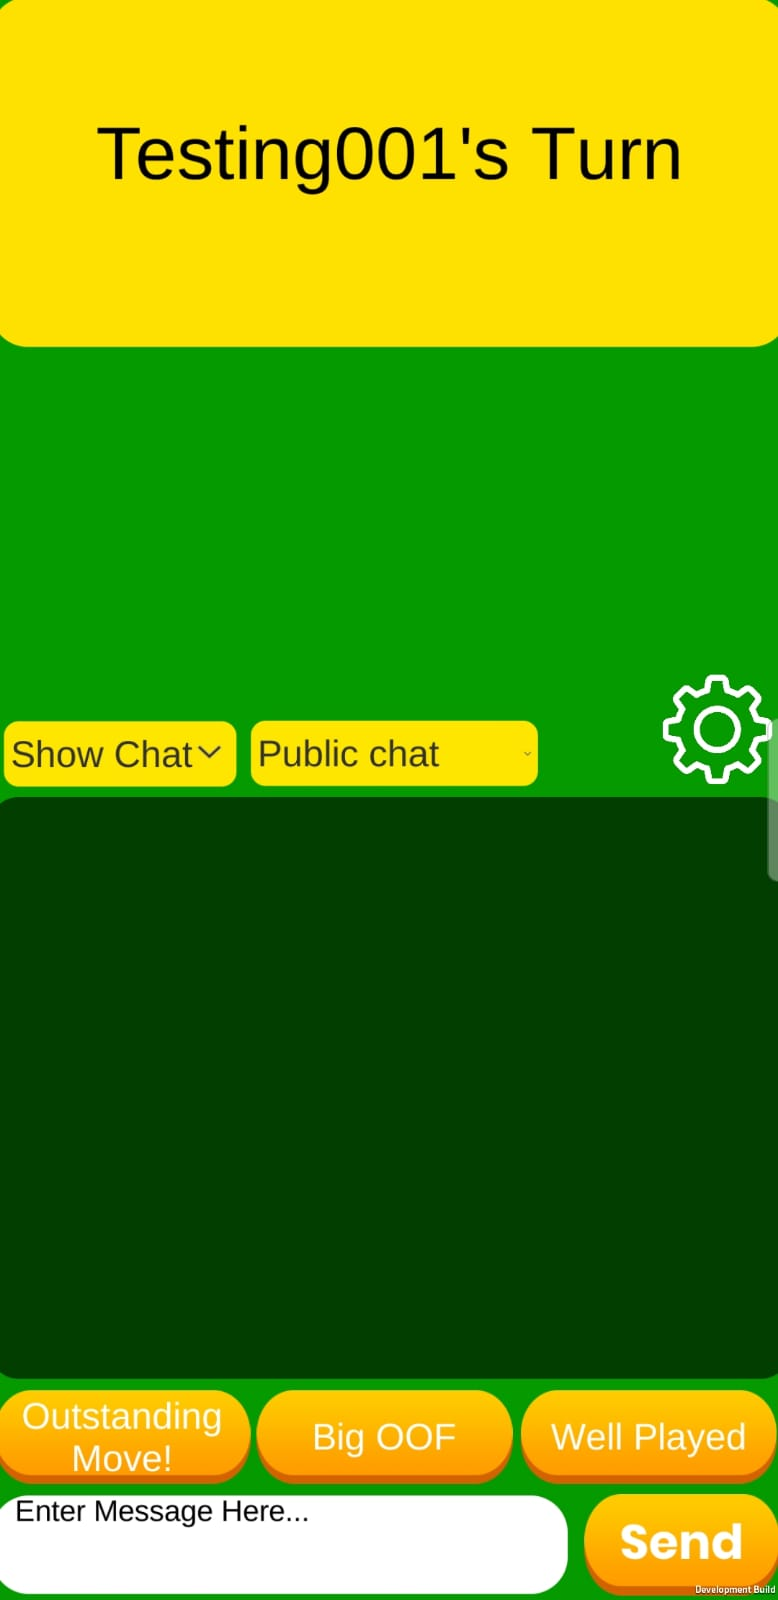 Testing001's Turn
Show Chat
Public chat
Outstanding
Move!
Big OOF
Well Played
Enter Message Here...
Send
Development Build